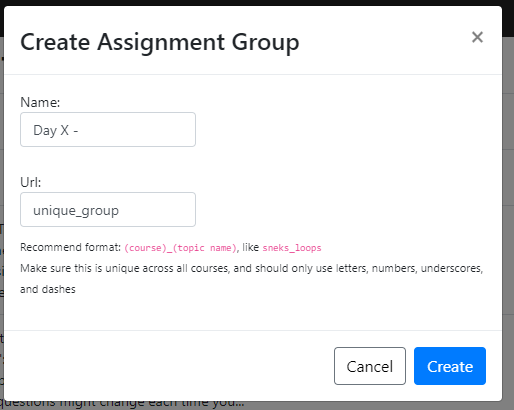 Create Assignment Group
×
Name:
Day X -
Url:
unique_group
Recommend format: (course)_(topic name), like sneks_loops
Make sure this is unique across all courses, and should only use letters, numbers, underscores,
and dashes
Cancel
Create
questions might change each time you...